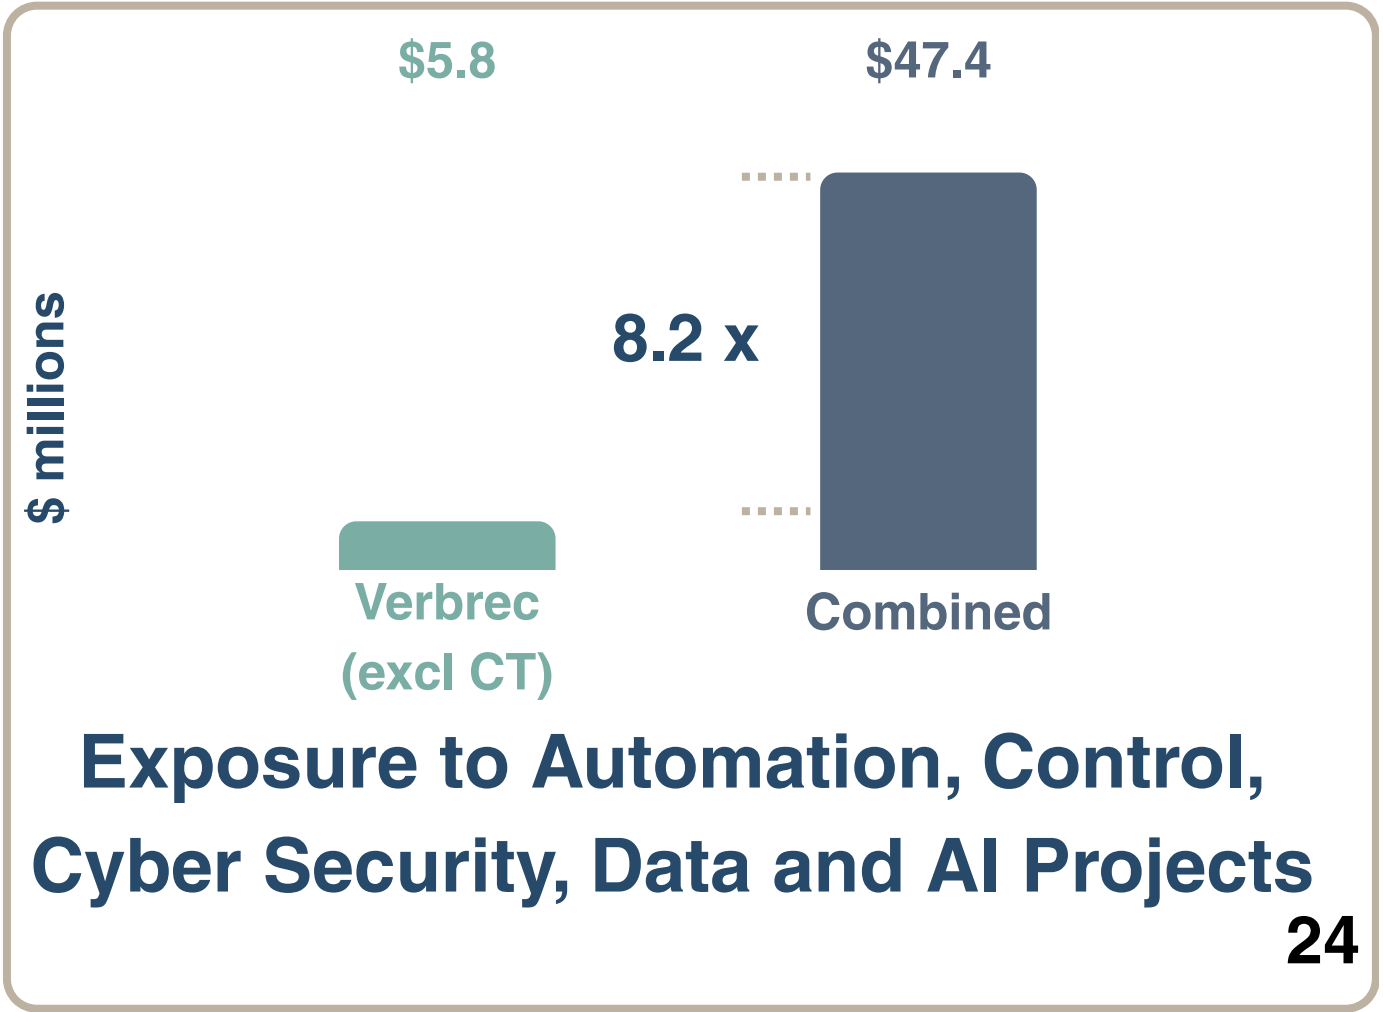 $5.8
$47.4
$ millions
8.2 x
Verbrec
(excl CT)
Combined
Exposure to Automation, Control,
Cyber Security, Data and AI Projects
24